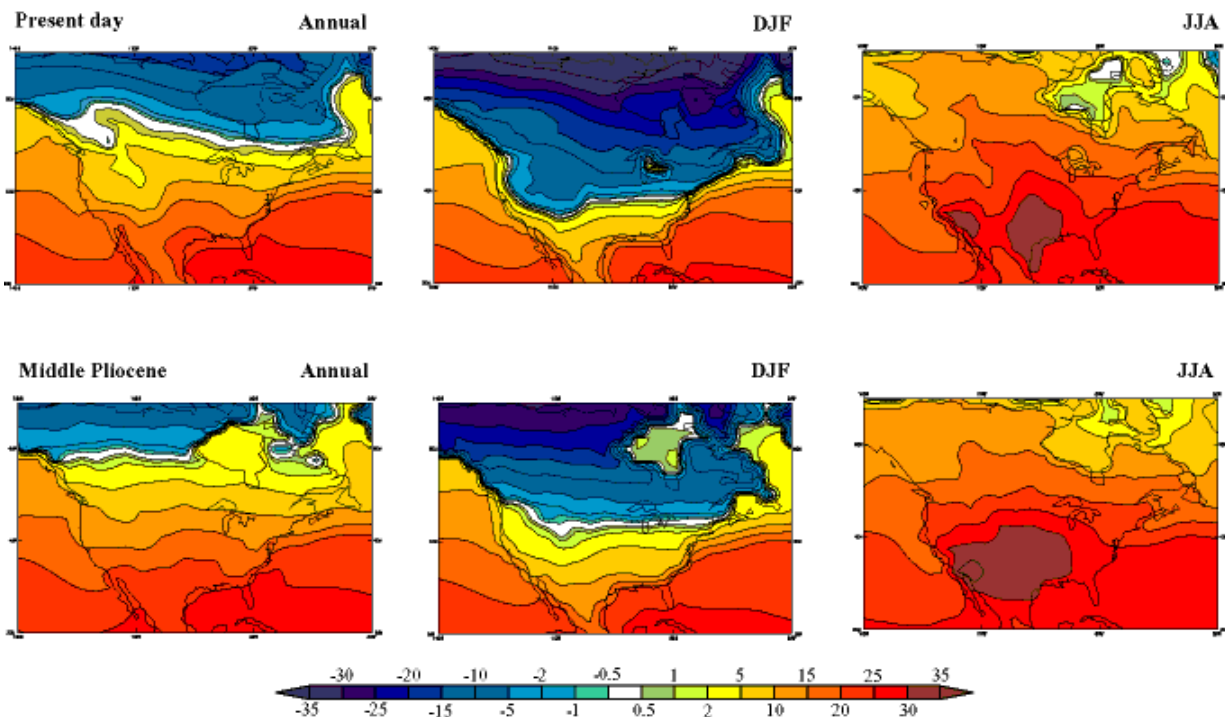 Present day Annual DJF JJA
Middle Pliocene Annual DJF JJA
-30 -20 -10 -2 -0.5 1 5 15 25 35
-35 -25 -15 -5 -1 0.5 2 10 20 30